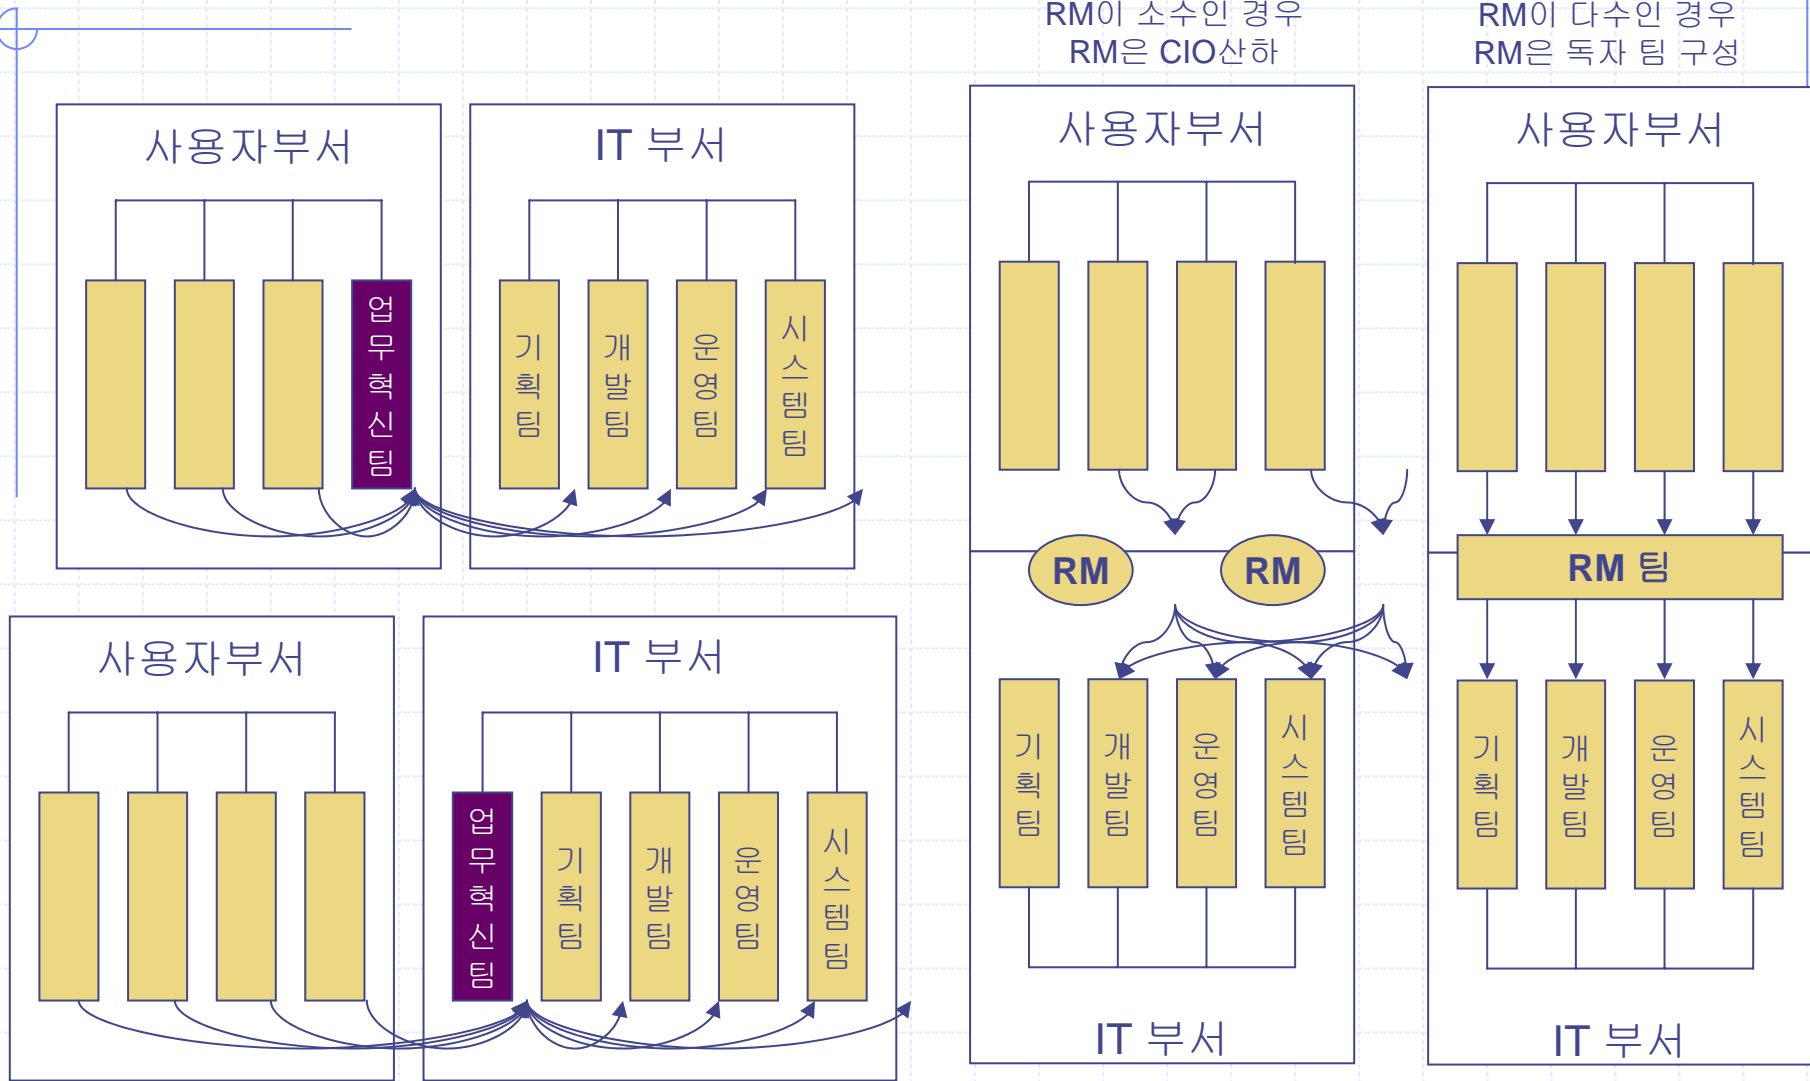 RM이 소수인 경우
RM은 CIO산하
RM이 다수인 경우
RM은 독자 팀 구성
사용자부서
업무혁신팀
IT 부서
기획팀
개발팀
운영팀
시스템팀
사용자부서
IT 부서
업무혁신팀
기획팀
개발팀
운영팀
시스템팀
사용자부서
RM
RM
기획팀
개발팀
운영팀
시스템팀
IT 부서
사용자부서
RM 팀
기획팀
개발팀
운영팀
시스템팀
IT 부서